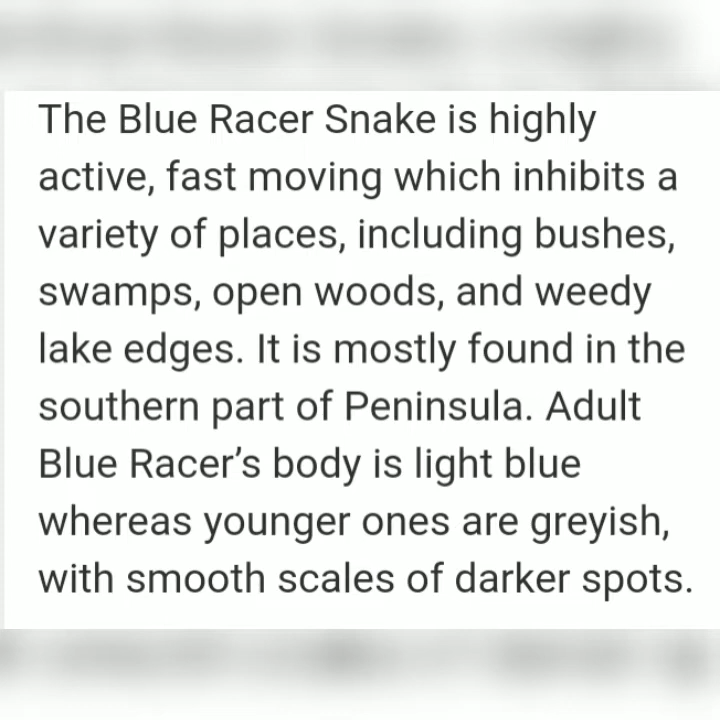 The Blue Racer Snake is highly
active, fast moving which inhibits a
variety of places, including bushes,
swamps, open woods, and weedy
lake edges. It is mostly found in the
southern part of Peninsula. Adult
Blue Racer’s body is light blue
whereas younger ones are greyish,
with smooth scales of darker spots.